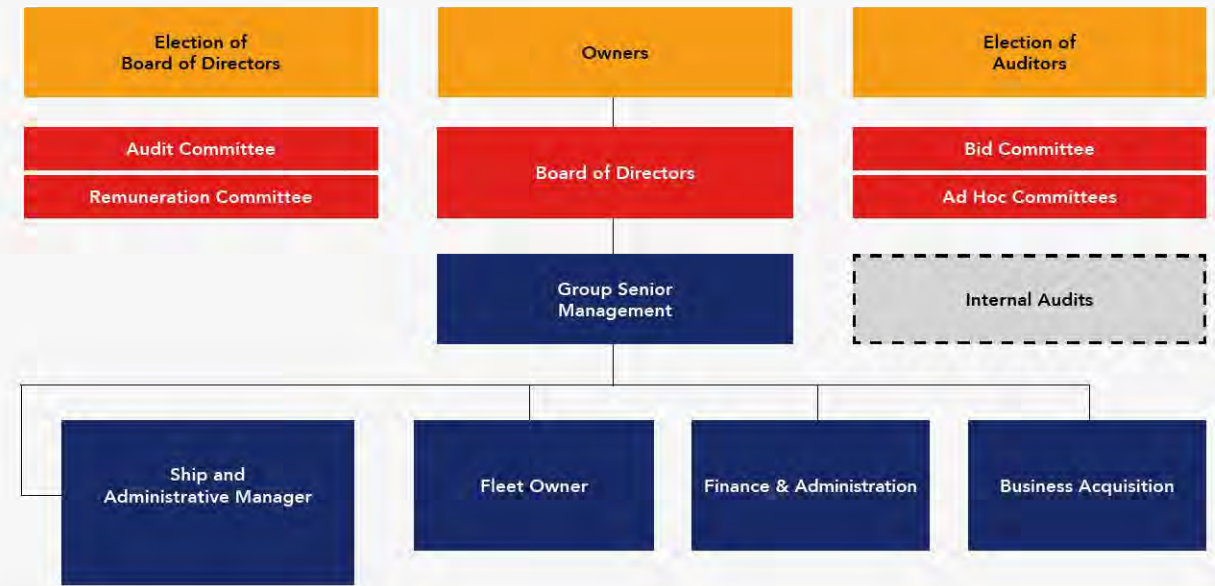 Election of
Board of Directors
Owners
Election of
Auditors
Audit Committee
Remuneration Committee
Board of Directors
Bid Committee
Ad Hoc Committees
Group Senior
Management
Internal Audits
Ship and
Administrative Manager
Fleet Owner
Finance & Administration
Business Acquisition